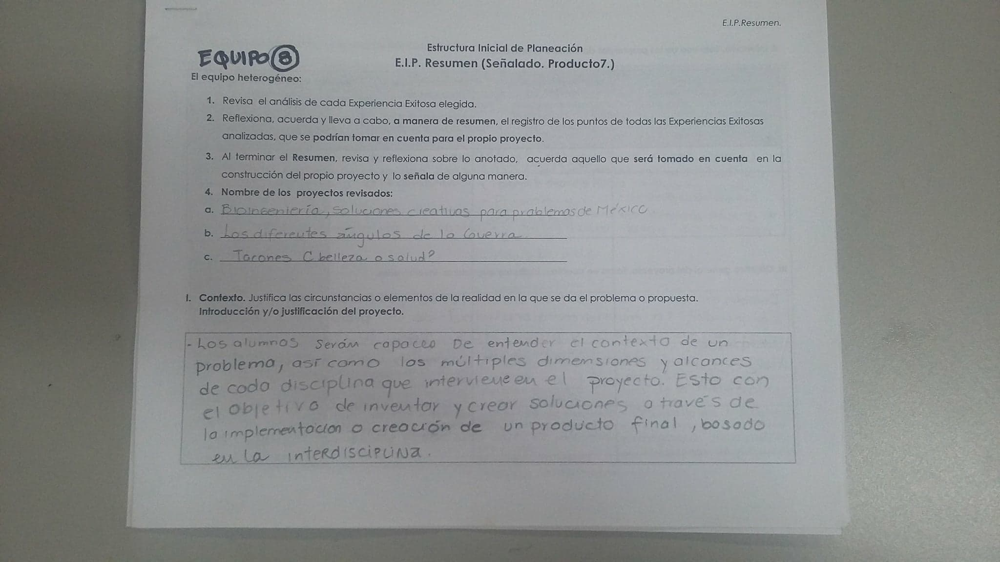 E.I.P.Resumen.
Estructura Inicial de Planeación
EQUIPO 8
E.I.P. Resumen (Señalado. Producto7.)
El equipo heterogéneo:
1. Revisa el análisis de cada Experiencia Exitosa elegida.
2. Reflexiona, acuerda y lleva a cabo, a manera de resumen, el registro de los puntos de todas las Experiencias Exitosas
analizadas, que se podrían tomar en cuenta para el propio proyecto.
3. Al terminar el Resumen, revisa y reflexiona sobre lo anotado, acuerda aquello que será tomado en cuenta en la
construcción del propio proyecto y lo señala de alguna manera.
4. Nombre de los proyectos revisados:
a. Bioingeniería, soluciones creativas para problemas de México
b. Los diferentes ángulos de la Guerra.
c. Tacones ¿belleza o salud?
I. Contexto. Justifica las circunstancias o elementos de la realidad en la que se da el problema o propuesta.
Introducción y/o justificación del proyecto.
- Los alumnos serán capaces De entender el contexto de un
problema, así como las múltiples dimensiones y alcances
de cada disciplina que interviene en el proyecto. Esto con
el objetivo de inventar y crear soluciones a través de
la implementación o creación de un producto final, basado
en la interdisciplina.